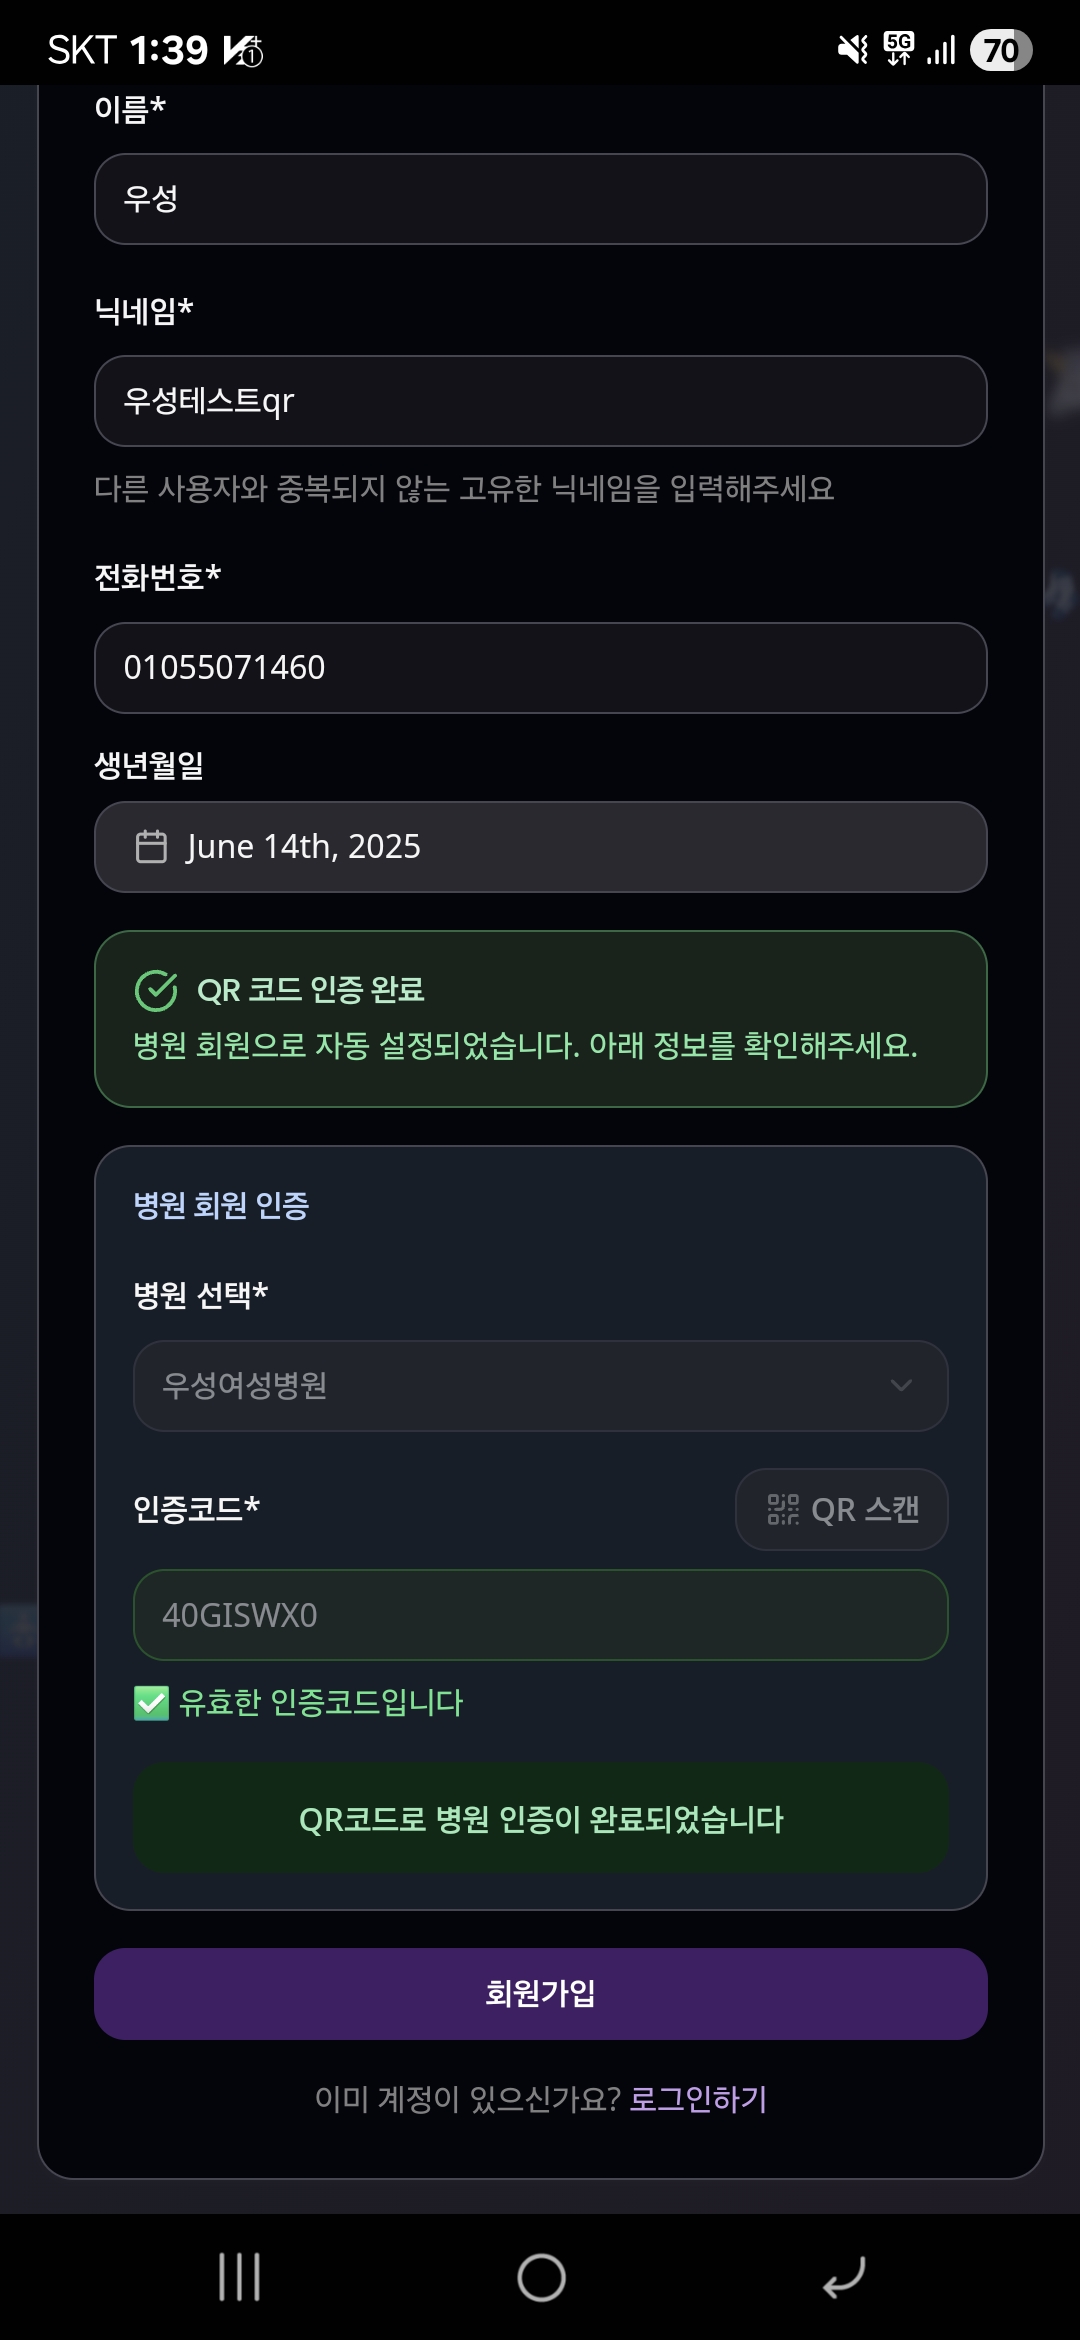 SKT 1:39
5G
70
이름*
우성
닉네임*
우성테스트qr
다른 사용자와 중복되지 않는 고유한 닉네임을 입력해주세요
전화번호*
01055071460
생년월일
June 14th, 2025
QR 코드 인증 완료
병원 회원으로 자동 설정되었습니다. 아래 정보를 확인해주세요.
병원 회원 인증
병원 선택*
우성여성병원
인증코드*
QR 스캔
40GISWX0
✅ 유효한 인증코드입니다
QR코드로 병원 인증이 완료되었습니다
회원가입
이미 계정이 있으신가요? 로그인하기